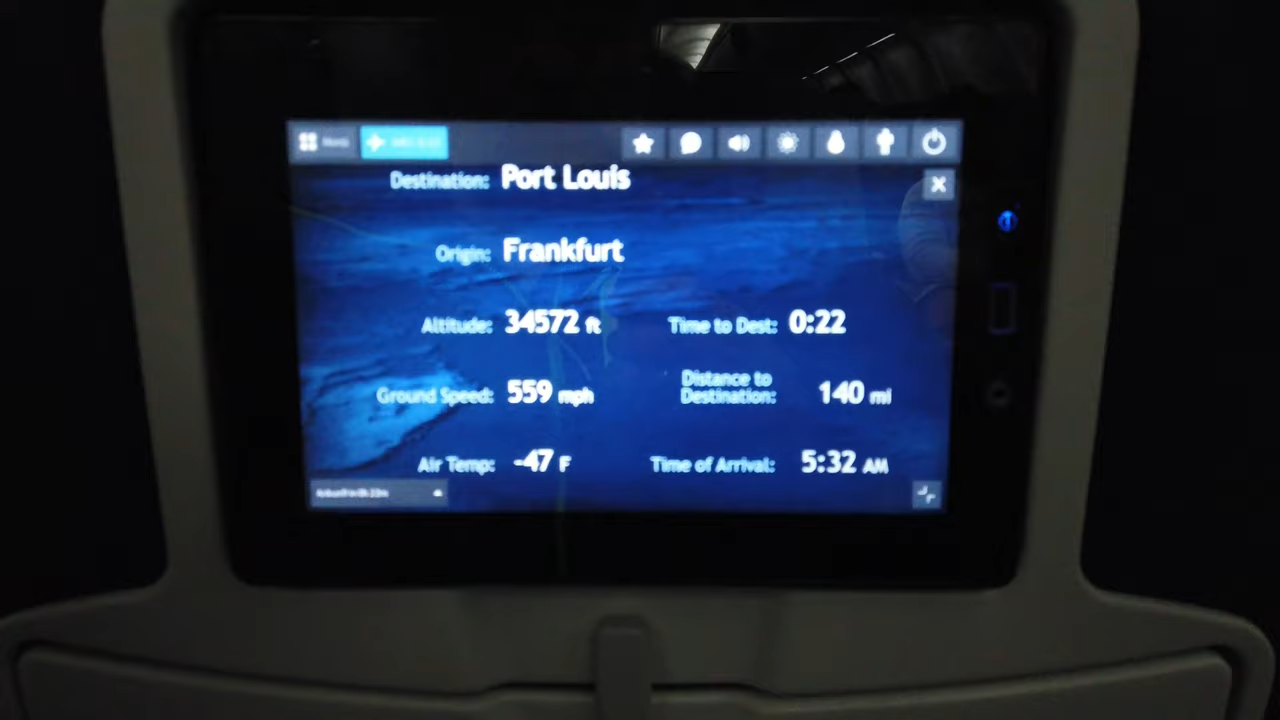 Menu
Destination: Port Louis
Origin: Frankfurt
Altitude: 34572 ft
Time to Dest: 0:22
Ground Speed: 559 mph
Distance to
Destination: 140 mi
Air Temp: -47 F
Time of Arrival: 5:32 AM